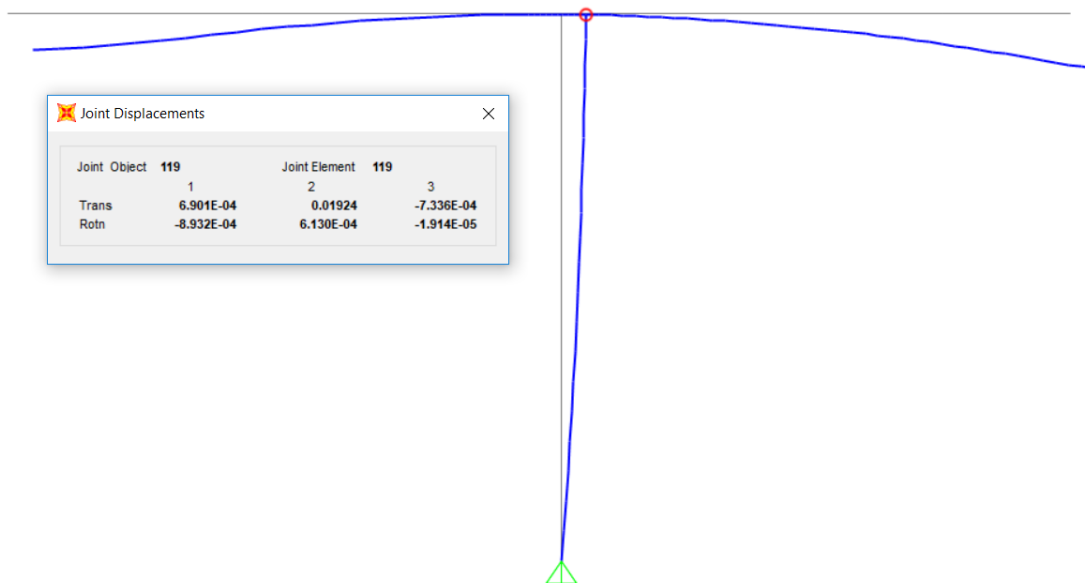 Joint Displacements
Joint Object 119 Joint Element 119
1 2 3
Trans 6.901E-04 0.01924 -7.336E-04
Rotn -8.932E-04 6.130E-04 -1.914E-05